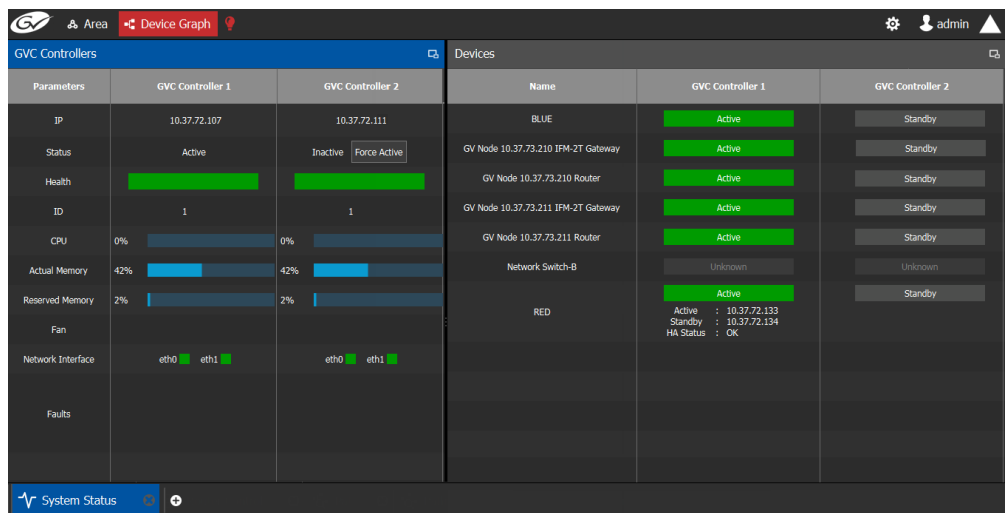 GV Area Device Graph admin
GVC Controllers
Parameters GVC Controller 1 GVC Controller 2
IP 10.37.72.107 10.37.72.111
Status Active Inactive Force Active
Health
ID 1 1
CPU 0% 0%
Actual Memory 42% 42%
Reserved Memory 2% 2%
Fan
Network Interface eth0 eth1 eth0 eth1
Faults
Devices
Name GVC Controller 1 GVC Controller 2
BLUE Active Standby
GV Node 10.37.73.210 IFM-2T Gateway Active Standby
GV Node 10.37.73.210 Router Active Standby
GV Node 10.37.73.211 IFM-2T Gateway Active Standby
GV Node 10.37.73.211 Router Active Standby
Network Switch-B Unknown Unknown
RED Active Standby
Active : 10.37.72.133
Standby : 10.37.72.134
HA Status : OK
System Status